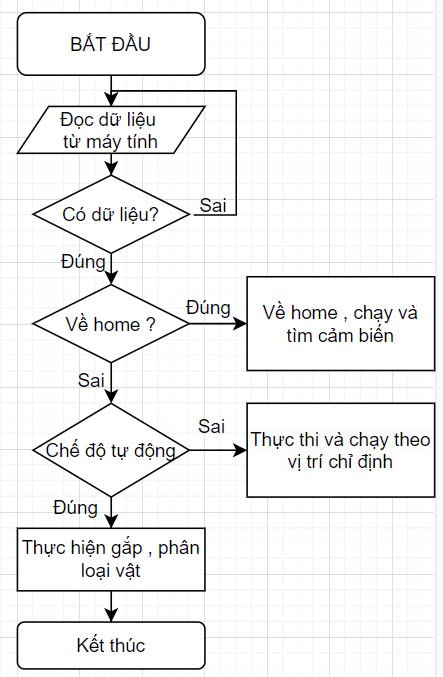 BẮT ĐẦU
Đọc dữ liệu
từ máy tính
Có dữ liệu?
Sai
Đúng
Về home ?
Đúng
Về home , chạy và
tìm cảm biến
Sai
Chế độ tự động
Sai
Thực thi và chạy theo
vị trí chỉ định
Đúng
Thực hiện gắp , phân
loại vật
Kết thúc